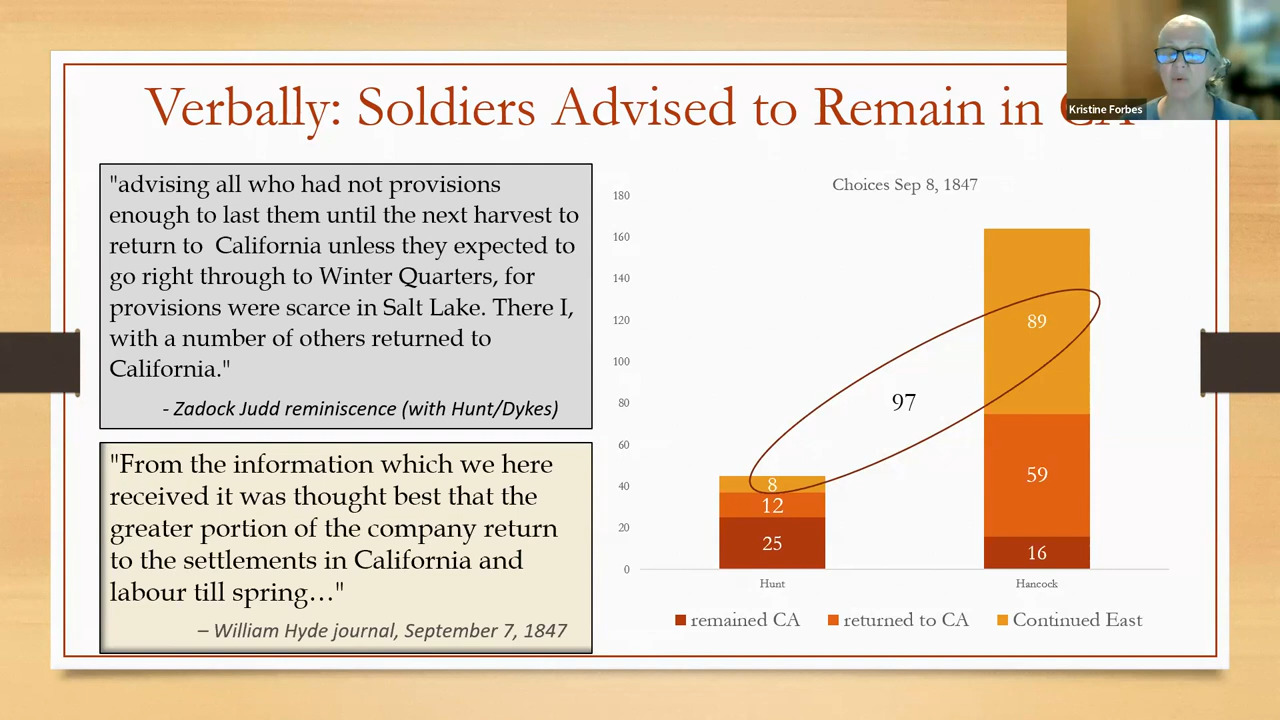 Verbally: Soldiers Advised to Remain in CA
Kristine Forbes
"advising all who had not provisions
enough to last them until the next harvest to
return to California unless they expected to
go right through to Winter Quarters, for
provisions were scarce in Salt Lake. There I,
with a number of others returned to
California."
- Zadock Judd reminiscence (with Hunt/Dykes)
"From the information which we here
received it was thought best that the
greater portion of the company return
to the settlements in California and
labour till spring…"
– William Hyde journal, September 7, 1847
Choices Sep 8, 1847
180
160
140
120
100
80
60
40
20
0
8
12
25
97
89
59
16
Hunt
Hancock
remained CA
returned to CA
Continued East